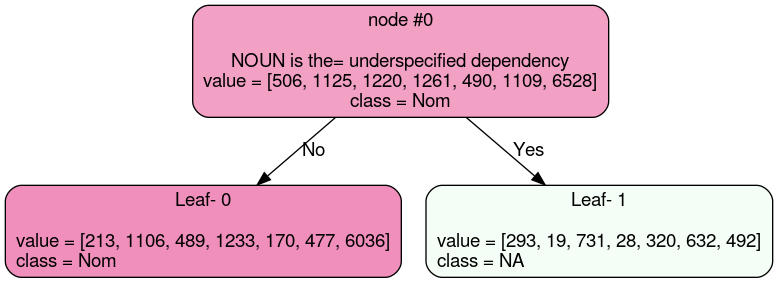 node #0
NOUN is the= underspecified dependency
value = [506, 1125, 1220, 1261, 490, 1109, 6528]
class = Nom
No
Yes
Leaf- 0
value = [213, 1106, 489, 1233, 170, 477, 6036]
class = Nom
Leaf- 1
value = [293, 19, 731, 28, 320, 632, 492]
class = NA